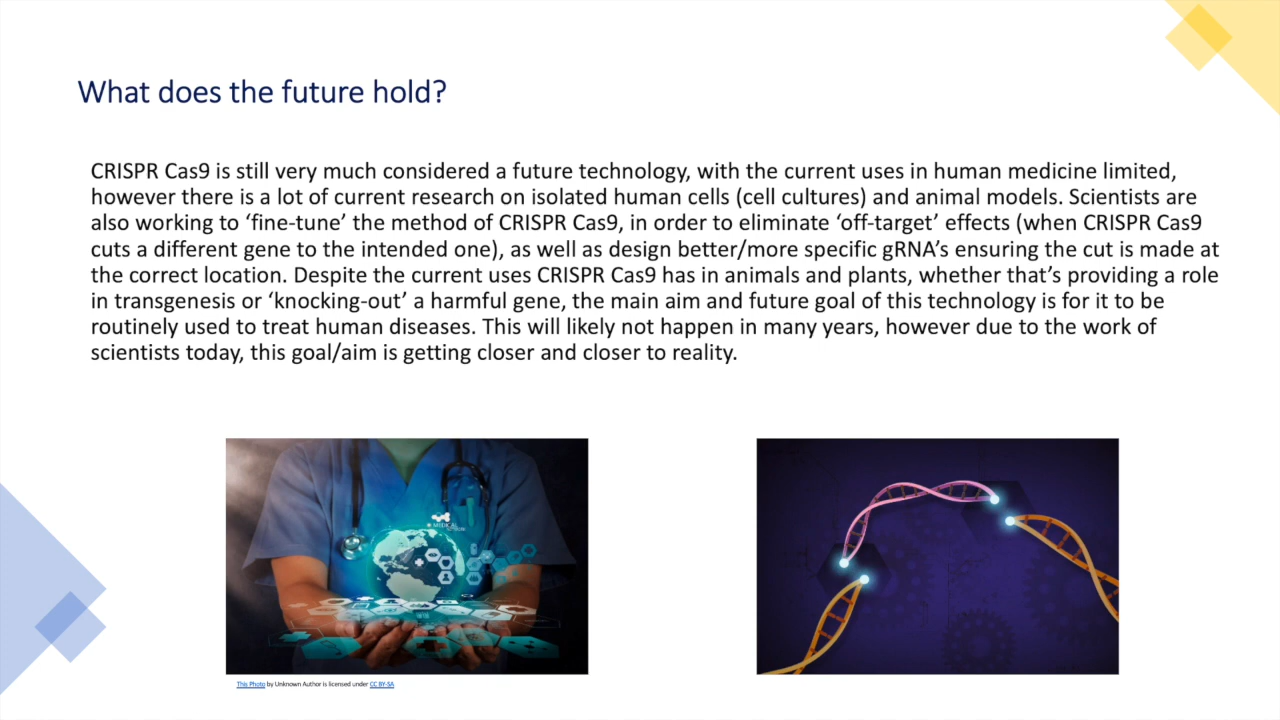 What does the future hold?
CRISPR Cas9 is still very much considered a future technology, with the current uses in human medicine limited,
however there is a lot of current research on isolated human cells (cell cultures) and animal models. Scientists are
also working to ‘fine-tune’ the method of CRISPR Cas9, in order to eliminate ‘off-target’ effects (when CRISPR Cas9
cuts a different gene to the intended one), as well as design better/more specific gRNA’s ensuring the cut is made at
the correct location. Despite the current uses CRISPR Cas9 has in animals and plants, whether that’s providing a role
in transgenesis or ‘knocking-out’ a harmful gene, the main aim and future goal of this technology is for it to be
routinely used to treat human diseases. This will likely not happen in many years, however due to the work of
scientists today, this goal/aim is getting closer and closer to reality.
MEDICAL
This Photo by Unknown Author is licensed under CC BY-SA